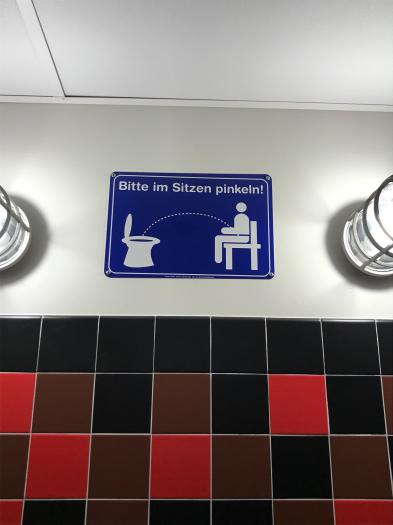 Bitte im Sitzen pinkeln!